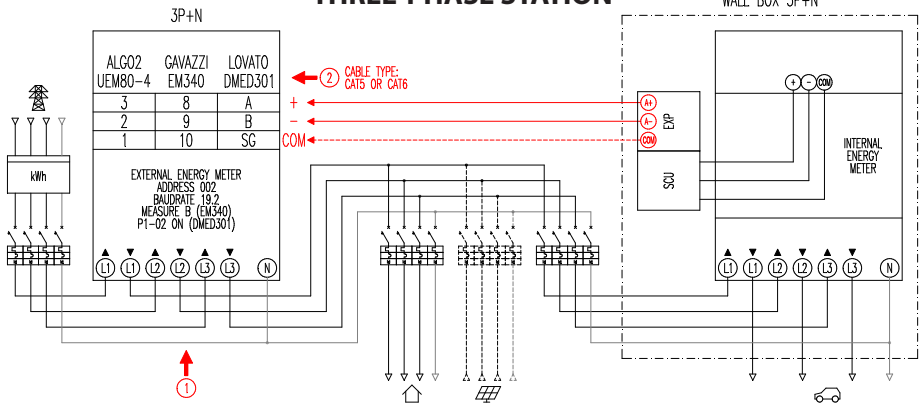 THREE-PHASE STATION
3P+N
WALL BOX 3P+N
ALGO2 GAVAZZI LOVATO
UEM80-4 EM340 DMED301
3 8 A
2 9 B
1 10 SG
+
-
COM
2 CABLE TYPE:
CAT5 OR CAT6
A+
A-
COM
EXP
SCU
+ - COM
INTERNAL
ENERGY
METER
kWh
EXTERNAL ENERGY METER
ADDRESS 002
BAUDRATE 19.2
MEASURE B (EM340)
P1-02 ON (DMED301)
L1 L1 L2 L2 L3 L3 N
L1 L1 L2 L2 L3 L3 N
1